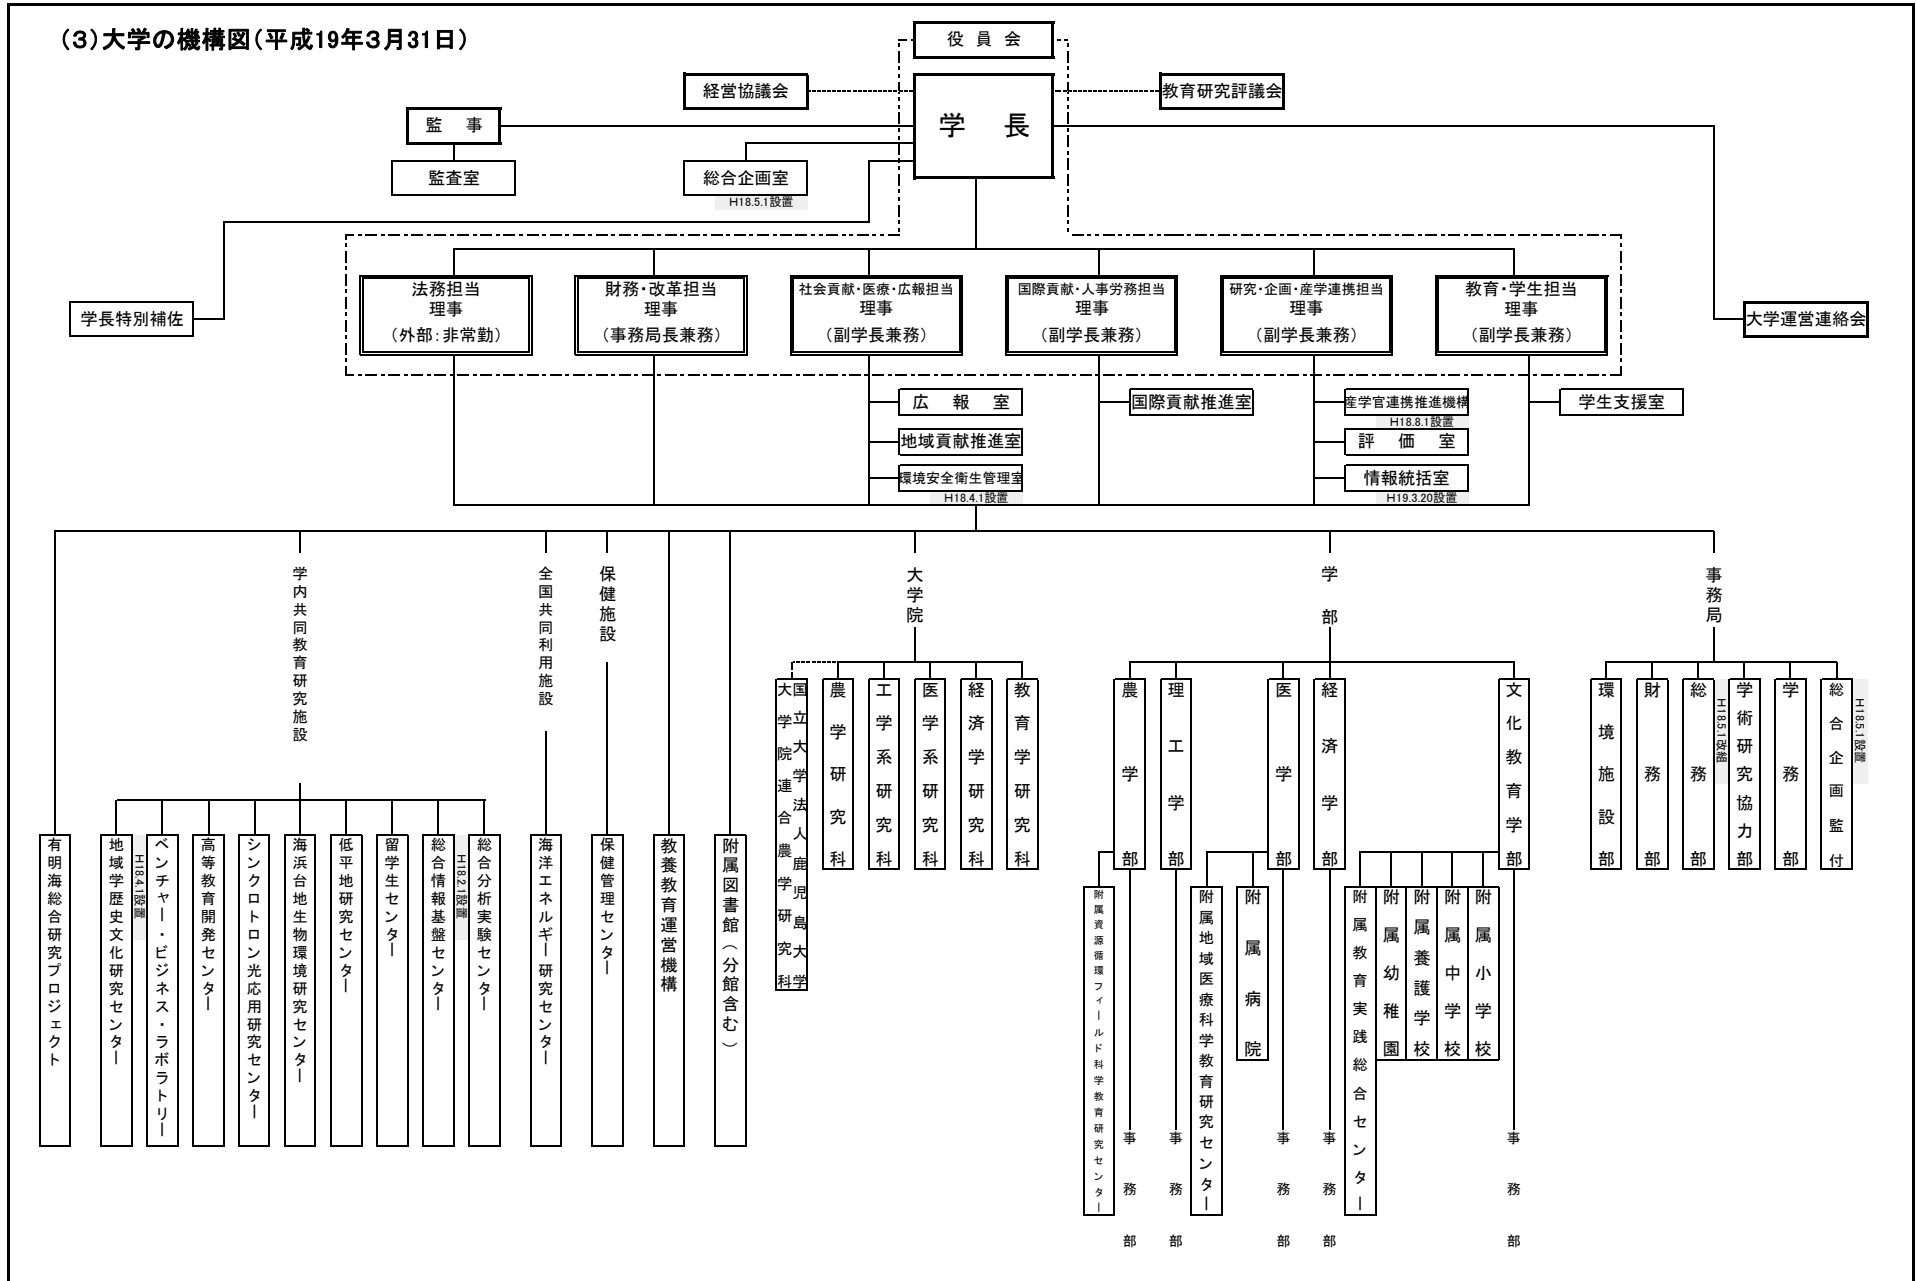 （3）大学の機構図（平成19年3月31日）
役員会
学長
経営協議会
教育研究評議会
監事
監査室
総合企画室
H18.5.1設置
学長特別補佐
大学運営連絡会
法務担当
理事
（外部：非常勤）
財務・改革担当
理事
（事務局長兼務）
社会貢献・医療・広報担当
理事
（副学長兼務）
国際貢献・人事労務担当
理事
（副学長兼務）
研究・企画・産学連携担当
理事
（副学長兼務）
教育・学生担当
理事
（副学長兼務）
広報室
地域貢献推進室
環境安全衛生管理室
H18.4.1設置
国際貢献推進室
産学官連携推進機構
H18.8.1設置
評価室
情報統括室
H19.3.20設置
学生支援室
学内共同教育研究施設
全国共同利用施設
保健施設
大学院
学部
事務局
有明海総合研究プロジェクト
地域学歴史文化研究センター
H18.4.1設置
ベンチャー・ビジネス・ラボラトリー
高等教育開発センター
シンクロトロン光応用研究センター
海浜台地生物環境研究センター
低平地研究センター
留学生センター
総合情報基盤センター
H18.2.1設置
総合分析実験センター
海洋エネルギー研究センター
保健管理センター
教養教育運営機構
附属図書館（分館含む）
国立大学法人鹿児島大学
大学院連合農学研究科
農学研究科
工学系研究科
医学系研究科
経済学研究科
教育学研究科
農学部
理工学部
医学部
経済学部
文化教育学部
附属資源循環フィールド科学教育研究センター
事務部
事務部
附属地域医療科学教育研究センター
附属病院
事務部
事務部
附属教育実践総合センター
附属幼稚園
附属養護学校
附属中学校
附属小学校
事務部
環境施設部
財務部
総務部
H18.5.1改組
学術研究協力部
学務部
総合企画監付
H18.5.1設置